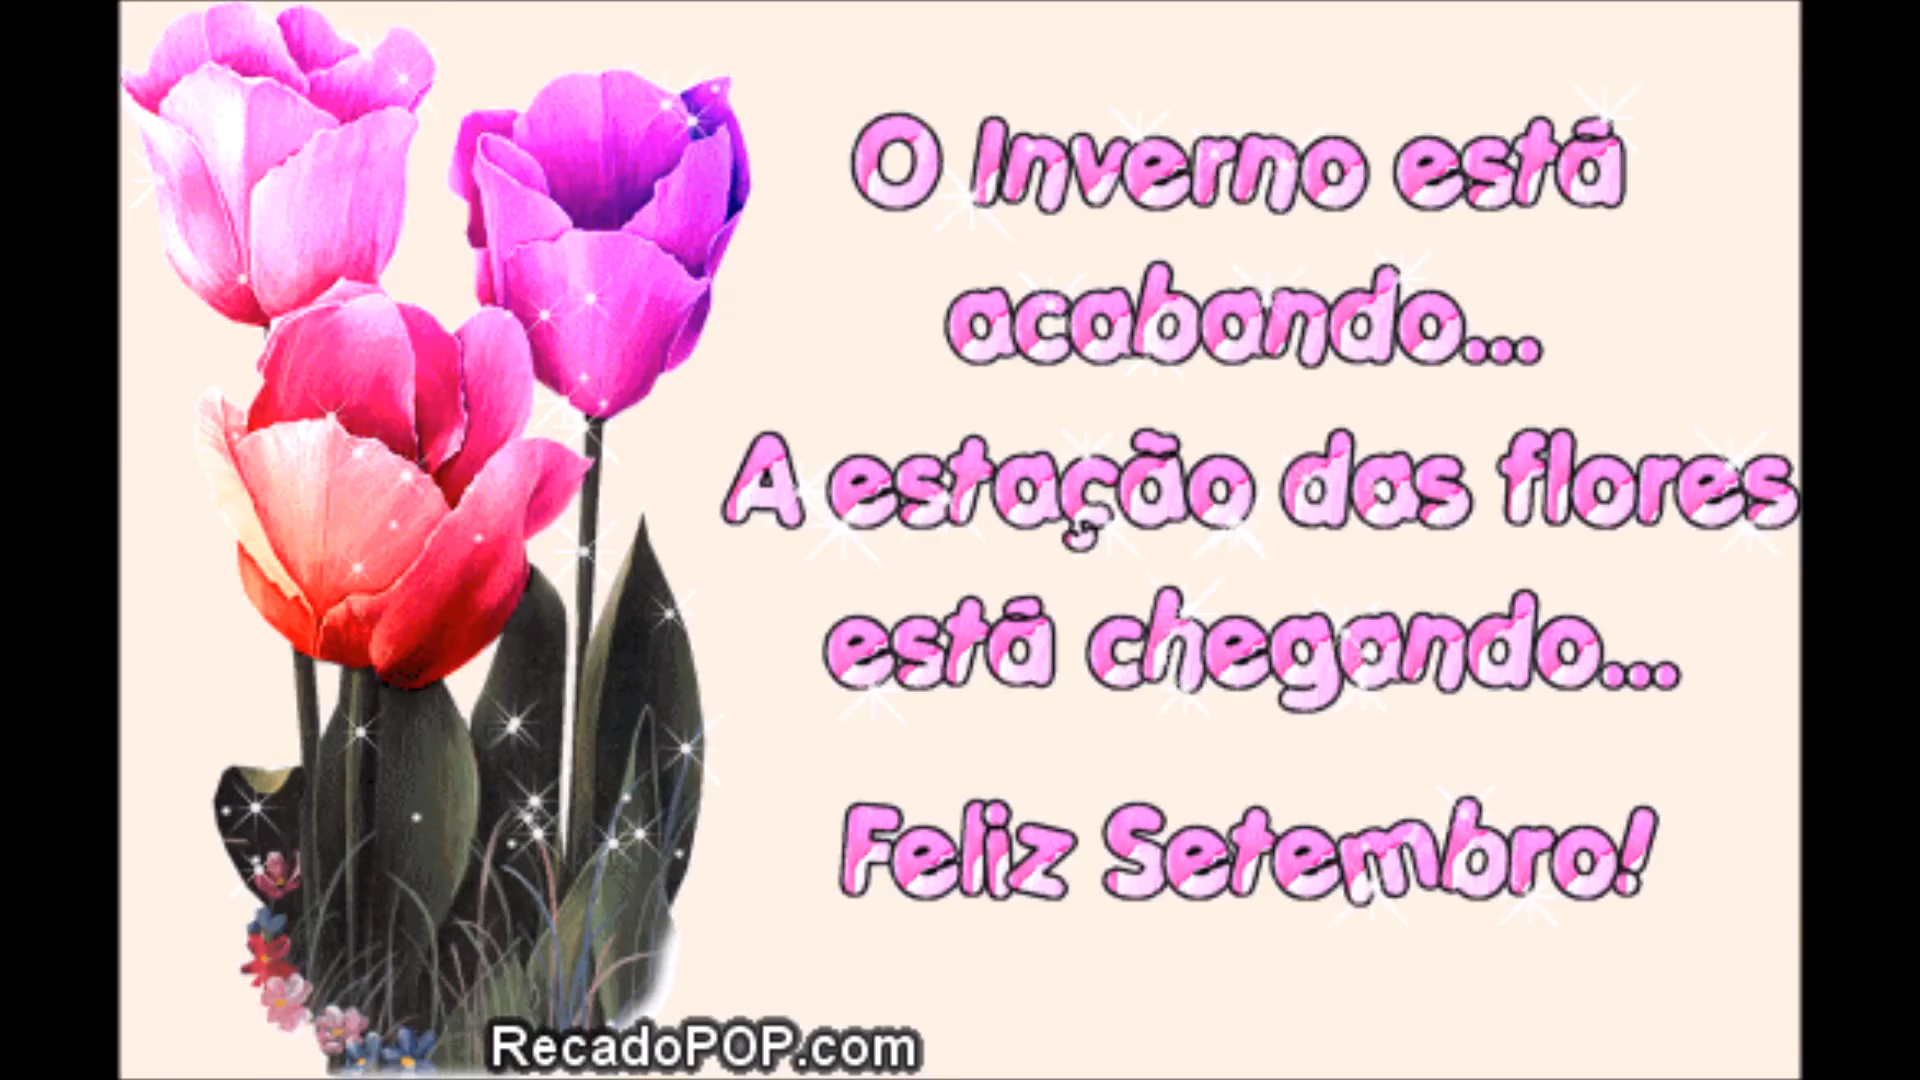 O Inverno está
acabando...
A estação das flores
está chegando...
Feliz Setembro!
RecadoPOP.com